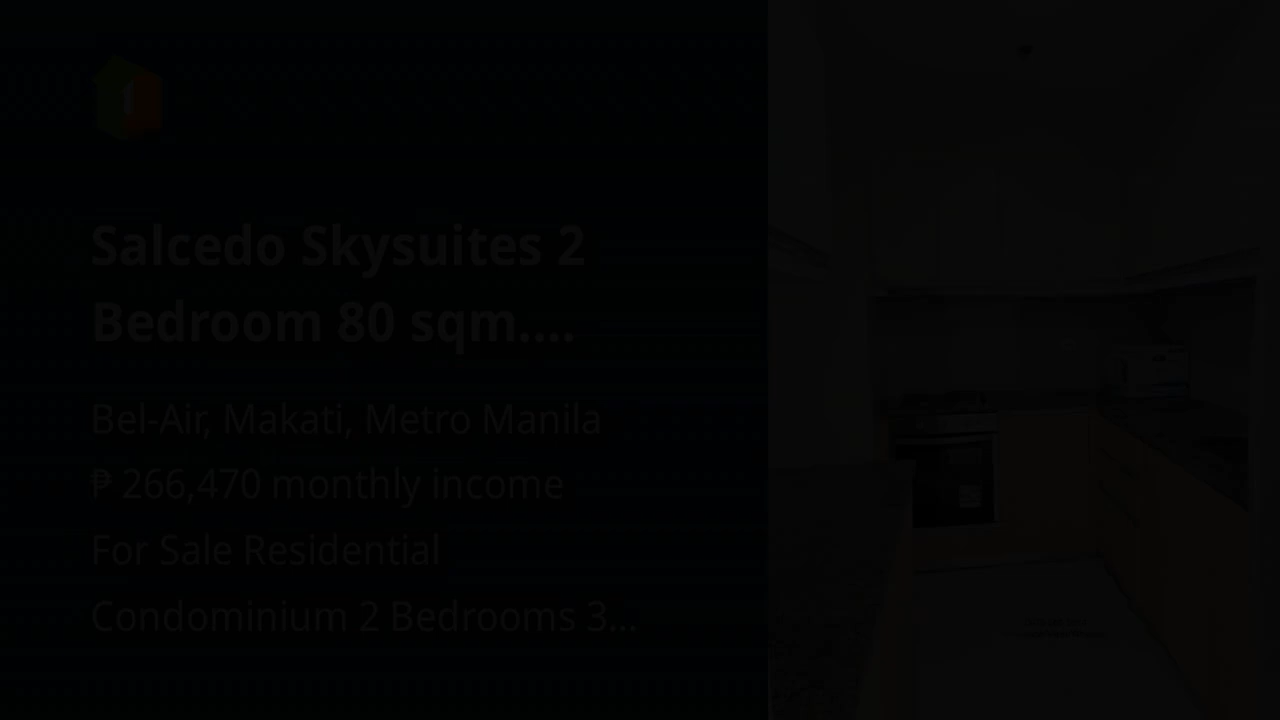 Salcedo Skysuites 2
Bedroom 80 sqm....
Bel-Air, Makati, Metro Manila
₱ 266,470 monthly income
For Sale Residential
Condominium 2 Bedrooms 3...